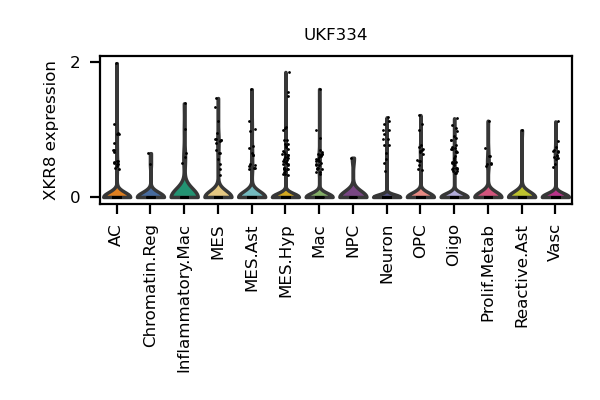 UKF334
XKR8 expression
2
0
AC
Chromatin.Reg
Inflammatory.Mac
MES
MES.Ast
MES.Hyp
Mac
NPC
Neuron
OPC
Oligo
Prolif.Metab
Reactive.Ast
Vasc